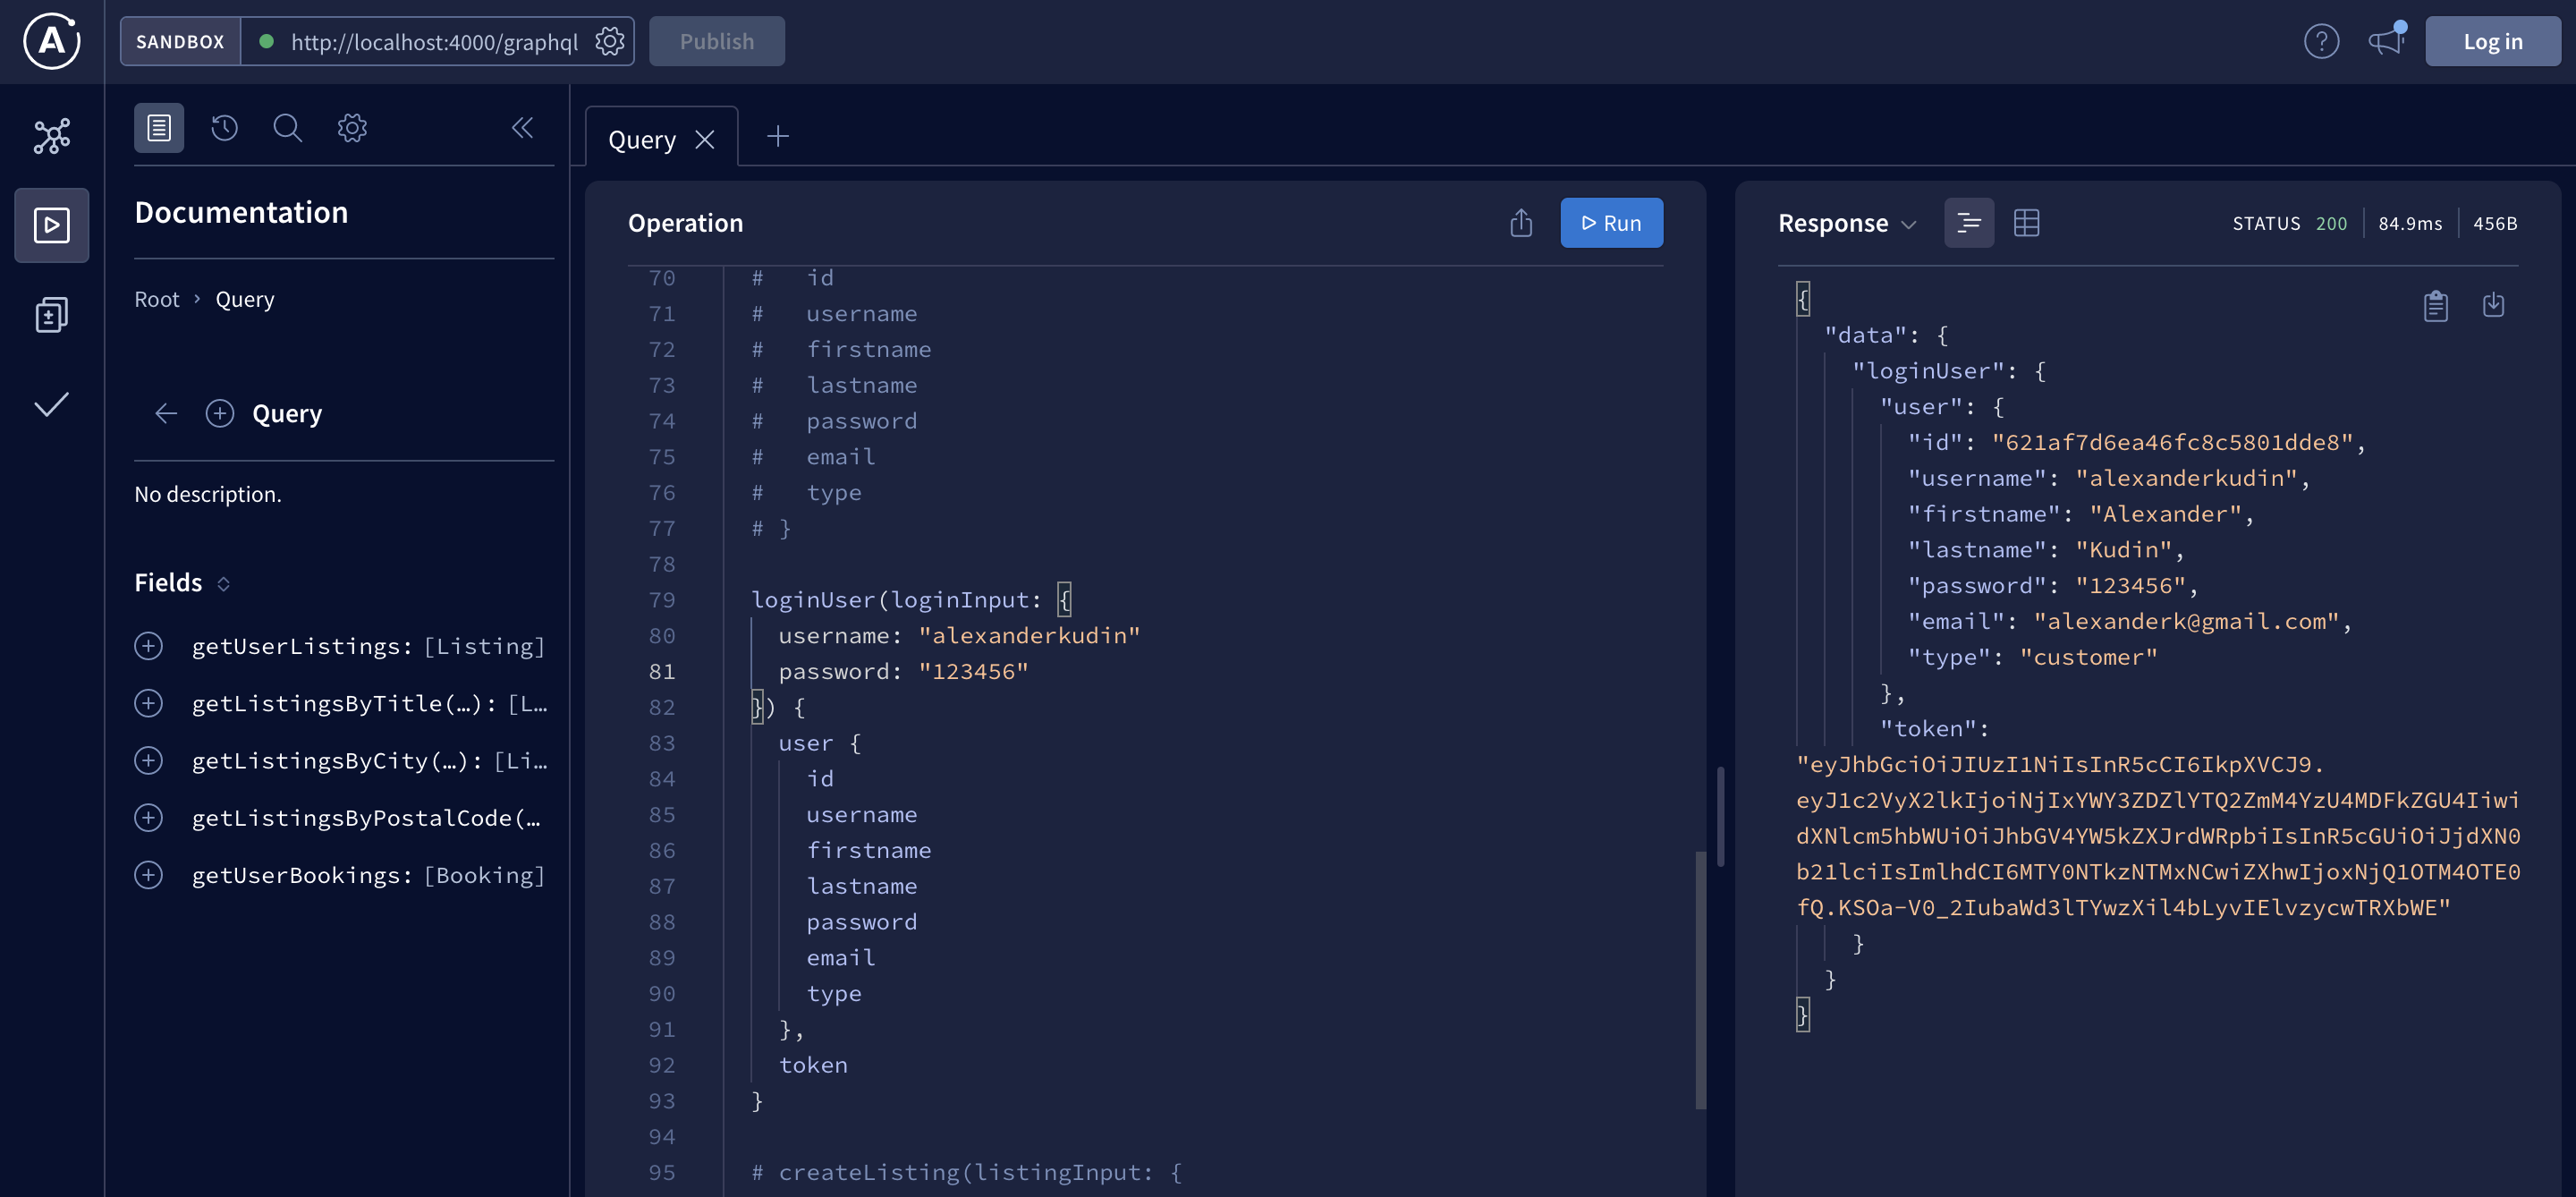 SANDBOX http://localhost:4000/graphql Publish
Log in
Documentation
Root › Query
Query
No description.
Fields
getUserListings: [Listing]
getListingsByTitle(…): [L…
getListingsByCity(…): [Li…
getListingsByPostalCode(…
getUserBookings: [Booking]
Query
Operation
Run
70 # id
71 # username
72 # firstname
73 # lastname
74 # password
75 # email
76 # type
77 # }
78
79 loginUser(loginInput: {
80 username: "alexanderkudin"
81 password: "123456"
82 }) {
83 user {
84 id
85 username
86 firstname
87 lastname
88 password
89 email
90 type
91 },
92 token
93 }
94
95 # createListing(listingInput: {
Response
STATUS 200 84.9ms 456B
{
"data": {
"loginUser": {
"user": {
"id": "621af7d6ea46fc8c5801dde8",
"username": "alexanderkudin",
"firstname": "Alexander",
"lastname": "Kudin",
"password": "123456",
"email": "alexanderk@gmail.com",
"type": "customer"
},
"token":
"eyJhbGciOiJIUzI1NiIsInR5cCI6IkpXVCJ9.
eyJ1c2VyX2lkIjoiNjIxYWY3ZDZlYTQ2ZmM4YzU4MDFkZGU4Iiwi
dXNlcm5hbWUiOiJhbGV4YW5kZXJrdWRpbiIsInR5cGUiOiJjdXN0
b21lciIsImlhdCI6MTY0NTkzNTMxNCwiZXhwIjoxNjQ1OTM4OTE0
fQ.KSOa-V0_2IubaWd3lTYwzXil4bLyvIElvzycwTRXbWE"
}
}
}